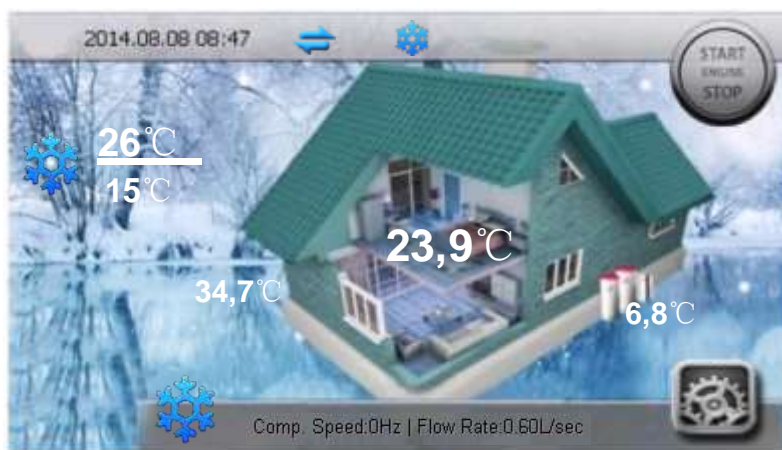 2014.08.08 08:47
START
ENGINE
STOP
26°C
15°C
23,9°C
34,7°C
6,8°C
Comp. Speed:0Hz | Flow Rate:0.60L/sec